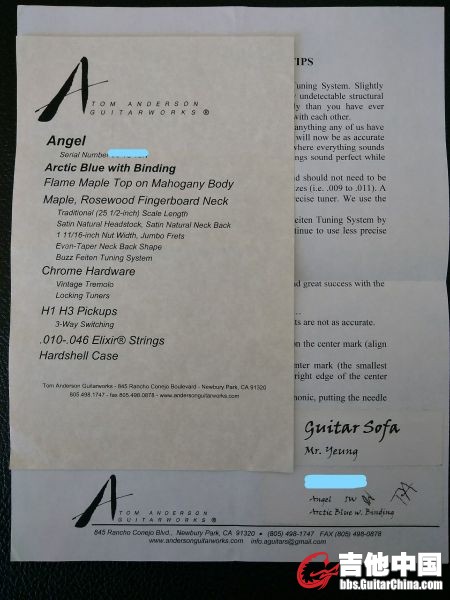 TIPS
A
TOM ANDERSON
GUITARWORKS ®
Angel
Serial Number
Arctic Blue with Binding
Flame Maple Top on Mahogany Body
Maple, Rosewood Fingerboard Neck
Traditional (25 1/2-inch) Scale Length
Satin Natural Headstock, Satin Natural Neck Back
1 11/16-inch Nut Width, Jumbo Frets
Even-Taper Neck Back Shape
Buzz Feiten Tuning System
Chrome Hardware
Vintage Tremolo
Locking Tuners
H1 H3 Pickups
3-Way Switching
.010-.046 Elixir® Strings
Hardshell Case
Tom Anderson Guitarworks - 845 Rancho Conejo Boulevard - Newbury Park, CA 91320
805.498.1747 - fax 805.498.0878 - www.andersonguitarworks.com
Tuning System. Slightly
undetectable structural
than you have ever
with each other.
anything any of us have
will now be as accurate
where everything sounds
ings sound perfect while
nd should not need to be
zes (i.e. .009 to .011). A
recise tuner. We use the
Feiten Tuning System by
ntinue to use less precise
nd great success with the
ts are not as accurate.
on the center mark (align
nter mark (the smallest
right edge of the center
monic, putting the needle
Guitar Sofa
Mr. Yeung
Angel SW
Arctic Blue w. Binding
A
TOM ANDERSON
GUITARWORKS ®
845 Rancho Conejo Blvd., Newbury Park, CA 91320 • (805) 498-1747 FAX (805) 498-0878
www.andersonguitarworks.com info.aguitars@gmail.com
吉他中国
bbs.GuitarChina.com